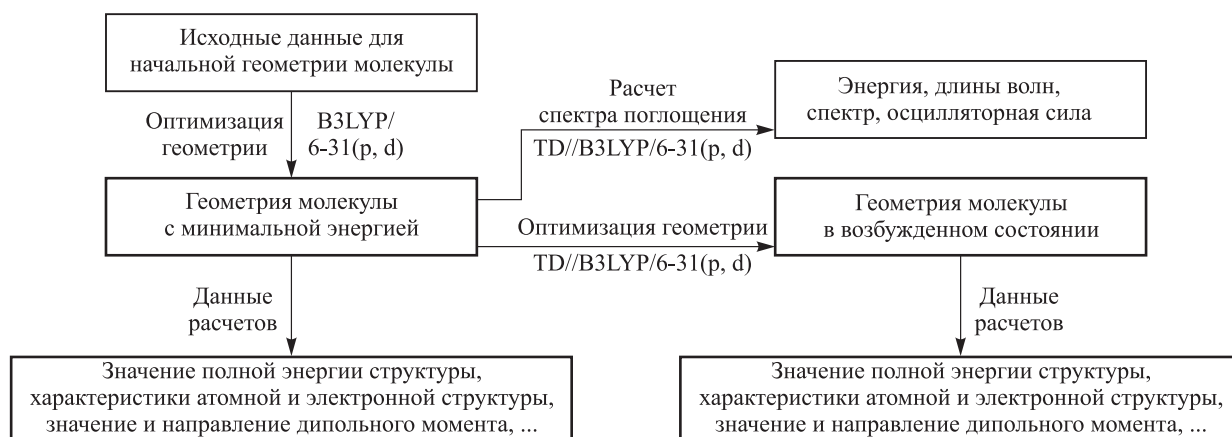 Исходные данные для
начальной геометрии молекулы
Оптимизация
геометрии
B3LYP/
6-31(p, d)
Расчет
спектра поглощения
TD//B3LYP/6-31(p, d)
Энергия, длины волн,
спектр, осцилляторная сила
Геометрия молекулы
с минимальной энергией
Оптимизация геометрии
TD//B3LYP/6-31(p, d)
Геометрия молекулы
в возбужденном состоянии
Данные
расчетов
Данные
расчетов
Значение полной энергии структуры,
характеристики атомной и электронной структуры,
значение и направление дипольного момента, ...
Значение полной энергии структуры,
характеристики атомной и электронной структуры,
значение и направление дипольного момента, ...